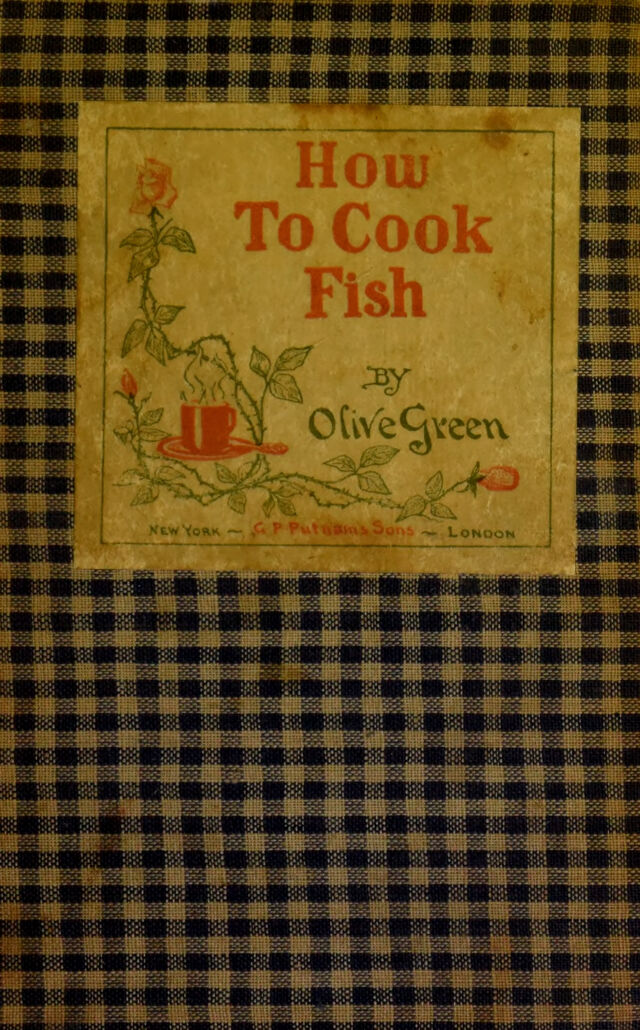 How
To Cook
Fish
BY
Olive Green
NEW YORK ~ G P Putnam's Sons ~ LONDON